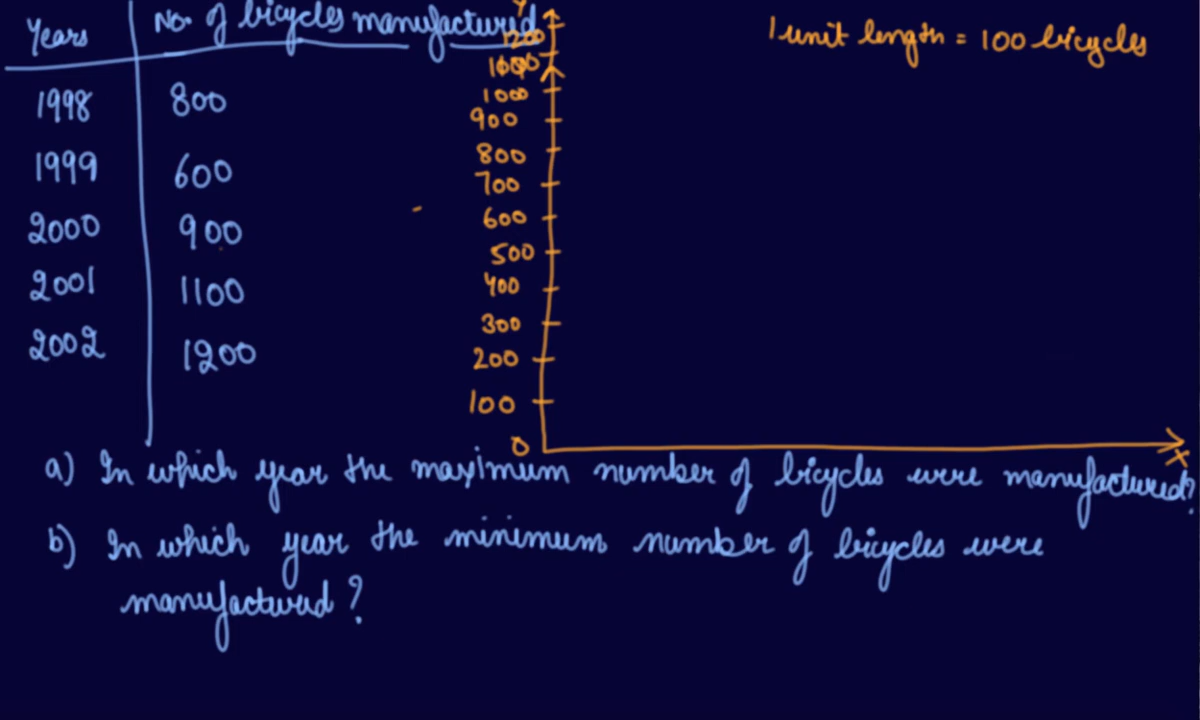 Years No. of bicycles manufactured
1998 800
1999 600
2000 900
2001 1100
2002 1200
1 unit length = 100 bicycles
Y
1200
1000
900
800
700
600
500
400
300
200
100
0
X
a) In which year the maximum number of bicycles were manufactured?
b) In which year the minimum number of bicycles were
manufactured?